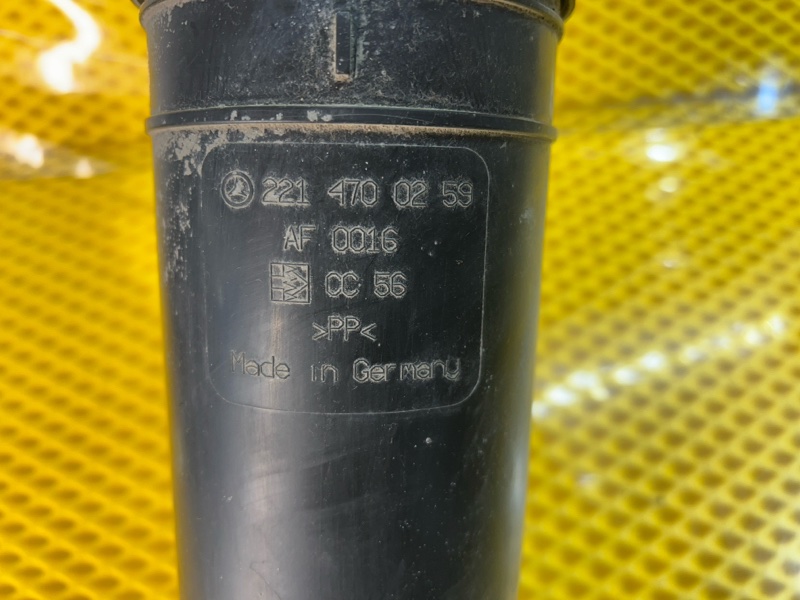 221 470 02 59
AF 0016
CC 56
>PP<
Made in Germany